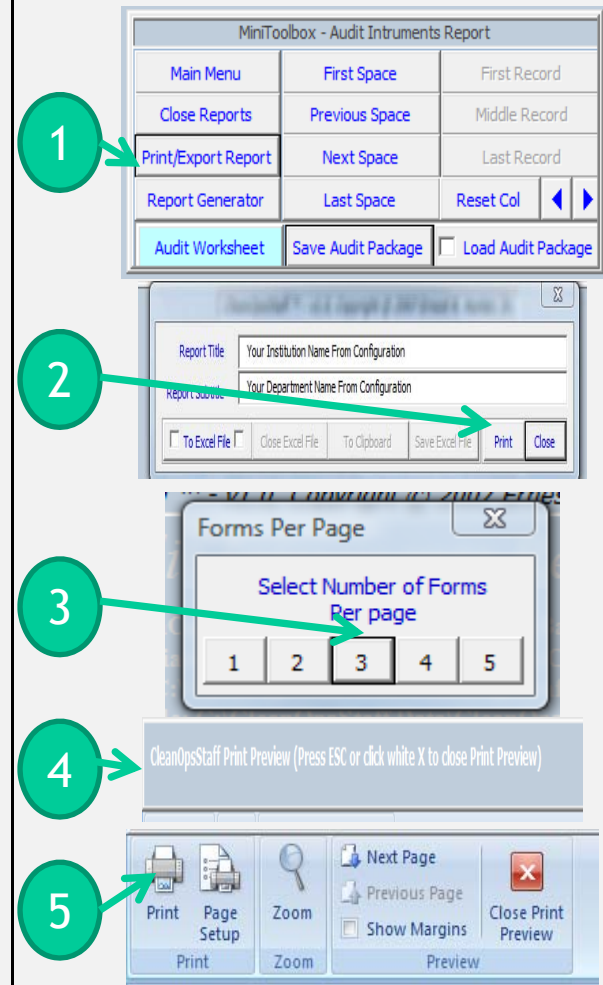 MiniToolbox - Audit Intruments Report
Main Menu First Space First Record
Close Reports Previous Space Middle Record
1
Print/Export Report Next Space Last Record
Report Generator Last Space Reset Col
Audit Worksheet Save Audit Package Load Audit Package
Report Title Your Institution Name From Configuration
2
Report Subtitle Your Department Name From Configuration
To Excel File Close Excel File To Clipboard Save Excel File Print Close
Copyright (C) 2007
Forms Per Page
Select Number of Forms
3
Per page
1 2 3 4 5
4
CleanOpsStaff Print Preview (Press ESC or click white X to close Print Preview)
5
Print Page Setup Zoom Next Page
Previous Page
Show Margins
Close Print Preview
Print Zoom Preview